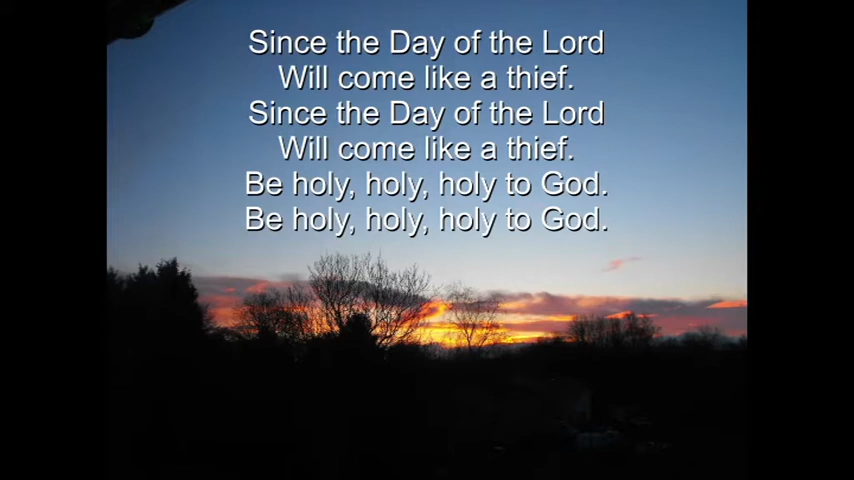 Since the Day of the Lord
Will come like a thief.
Since the Day of the Lord
Will come like a thief.
Be holy, holy, holy to God.
Be holy, holy, holy to God.